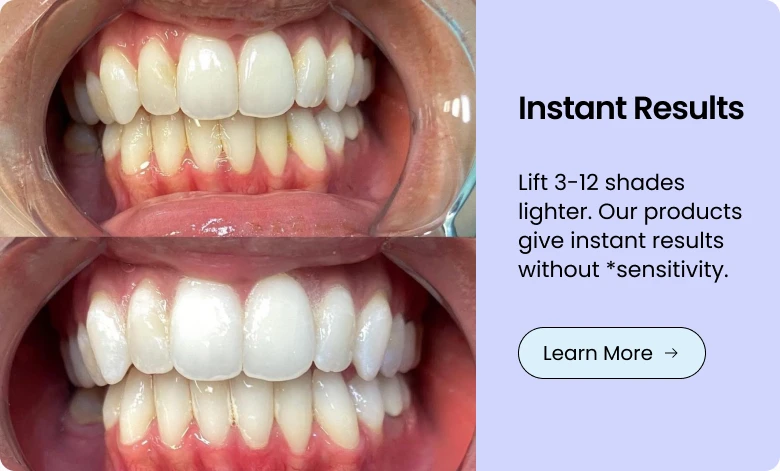 Instant Results
Lift 3-12 shades
lighter. Our products
give instant results
without *sensitivity.
Learn More →